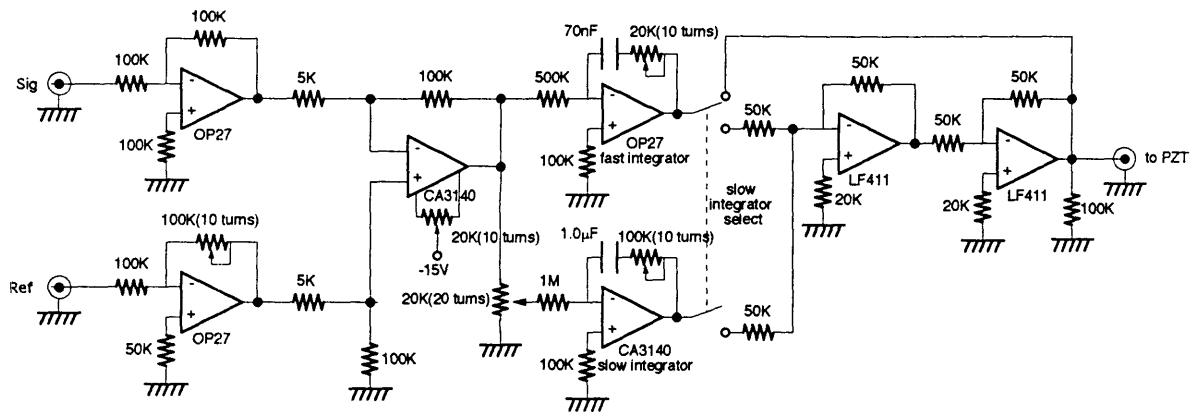 100K
100K
Sig
OP27
100K
5K
100K
CA3140
20K(10 turns)
-15V
100K(10 turns)
100K
Ref
OP27
50K
5K
100K
20K(20 turns)
70nF
20K(10 turns)
500K
OP27
fast integrator
100K
slow
integrator
select
1.0μF
100K(10 turns)
1M
CA3140
slow integrator
100K
50K
50K
50K
LF411
20K
50K
50K
LF411
20K
100K
to PZT